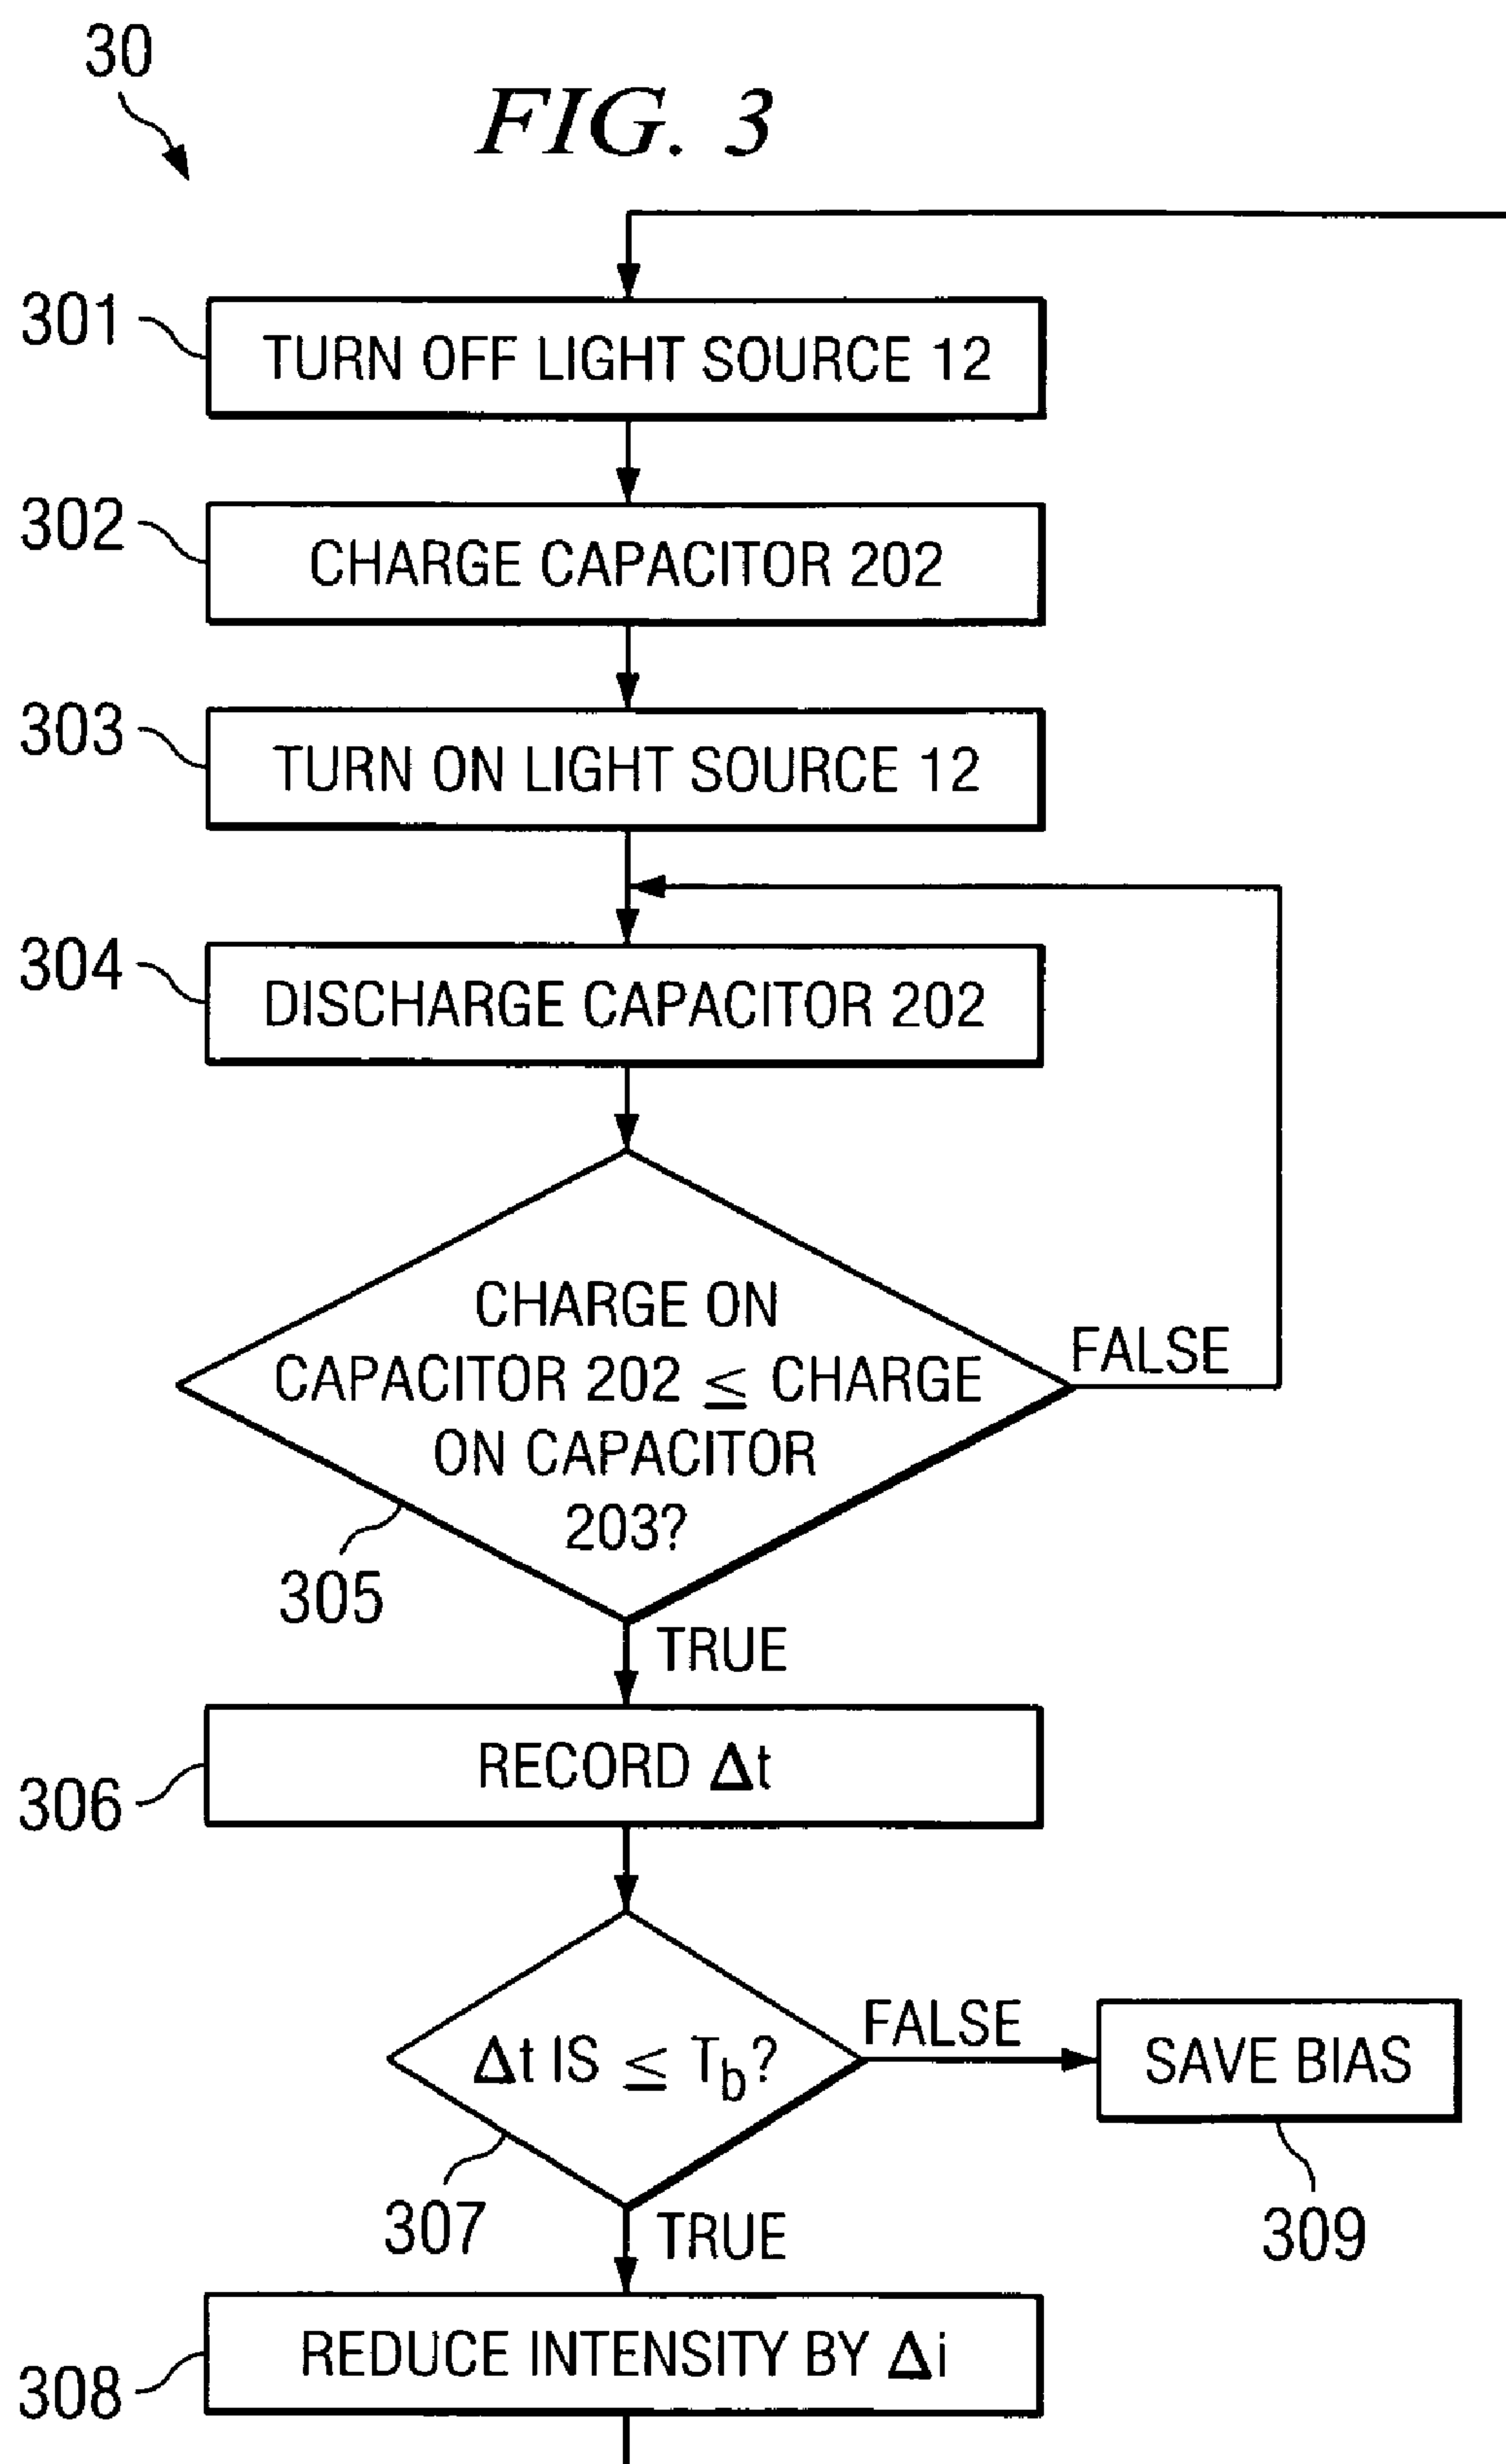 30
FIG. 3
301
TURN OFF LIGHT SOURCE 12
302
CHARGE CAPACITOR 202
303
TURN ON LIGHT SOURCE 12
304
DISCHARGE CAPACITOR 202
CHARGE ON
CAPACITOR 202 ≤ CHARGE
ON CAPACITOR
203?
FALSE
305
TRUE
306
RECORD Δt
Δt IS ≤ Tb?
FALSE
SAVE BIAS
307
309
TRUE
308
REDUCE INTENSITY BY Δi